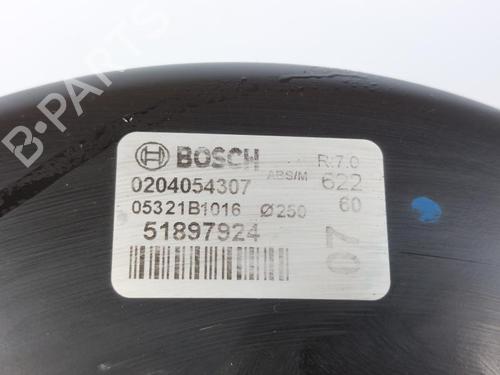 B-PARTS
BOSCH R:7.0
0204054307 ABS/M 622
05321B1016 Ø250 60
51897924 07